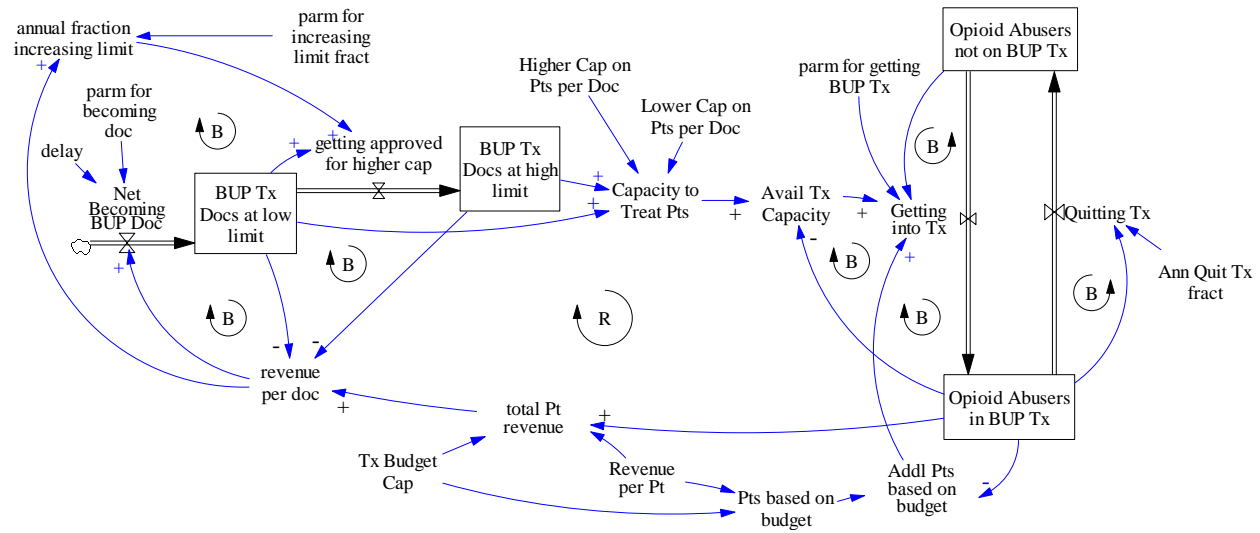 annual fraction
increasing limit
parm for
increasing
limit fract
Opioid Abusers
not on BUP Tx
Higher Cap on
Pts per Doc
parm for getting
BUP Tx
parm for
becoming
doc
Lower Cap on
Pts per Doc
delay
B
getting approved
for higher cap
BUP Tx
Docs at high
limit
B
Net
Becoming
BUP Doc
BUP Tx
Docs at low
limit
Capacity to
Treat Pts
Avail Tx
Capacity
Getting
into Tx
Quitting Tx
B
B
Ann Quit Tx
fract
B
R
B
B
revenue
per doc
total Pt
revenue
Opioid Abusers
in BUP Tx
Tx Budget
Cap
Revenue
per Pt
Pts based on
budget
Addl Pts
based on
budget